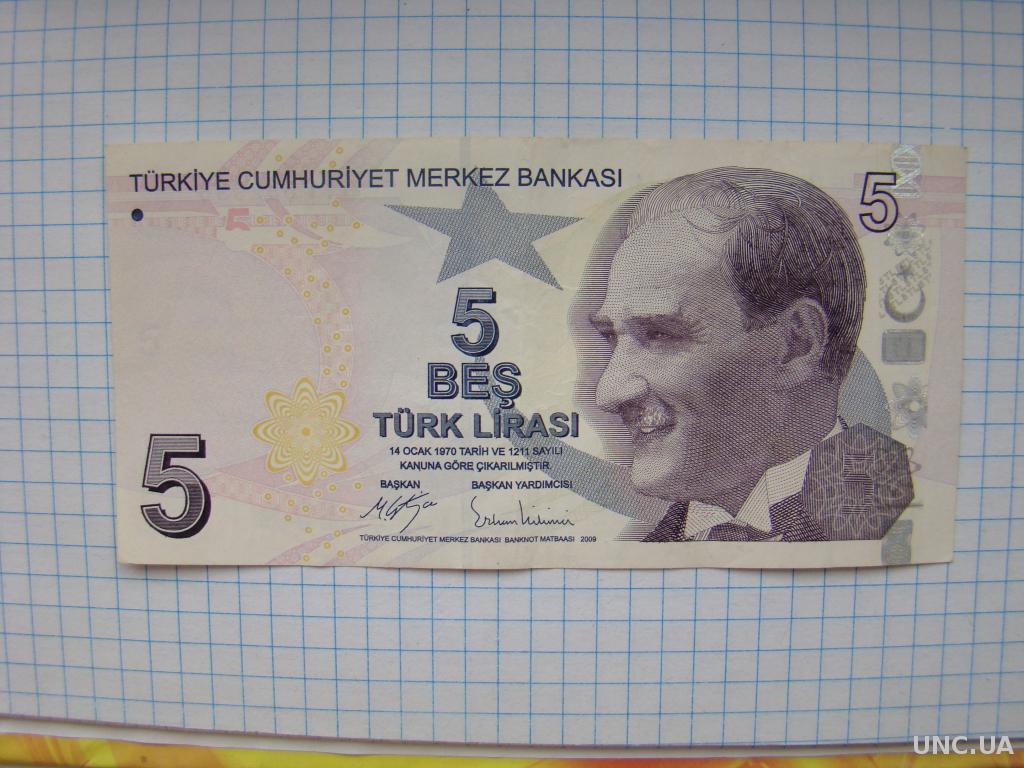 TÜRKİYE CUMHURİYET MERKEZ BANKASI
5
5
5
BEŞ
TÜRK LİRASI
14 OCAK 1970 TARİH VE 1211 SAYILI
KANUNA GÖRE ÇIKARILMIŞTIR.
BAŞKAN BAŞKAN YARDIMCISI
5
TÜRKİYE CUMHURİYET MERKEZ BANKASI BANKNOT MATBAASI 2009
UNC.UA